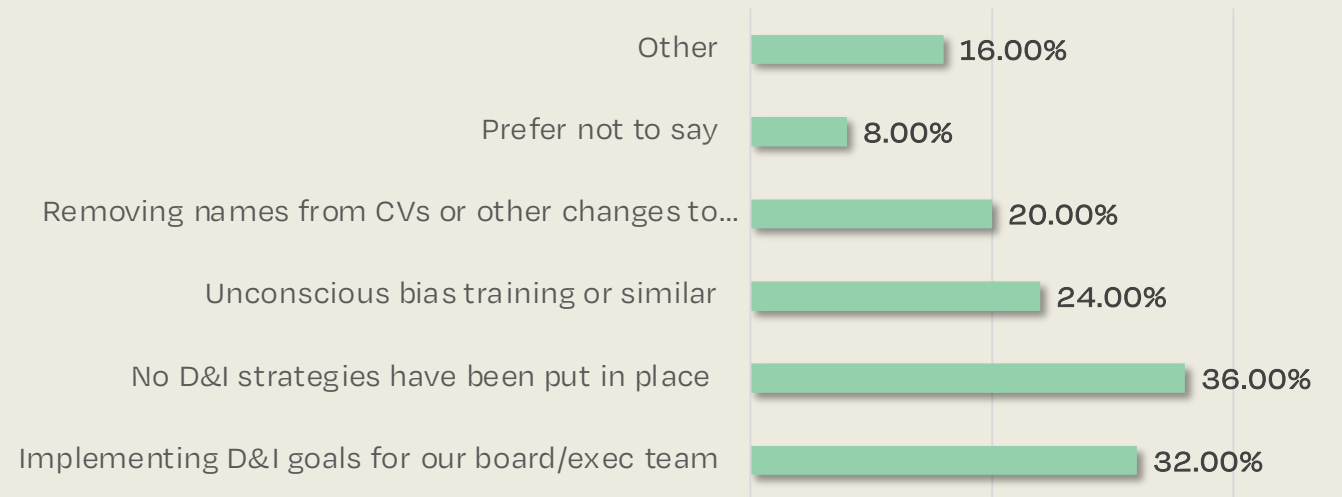 Other 16.00%
Prefer not to say 8.00%
Removing names from CVs or other changes to... 20.00%
Unconscious bias training or similar 24.00%
No D&I strategies have been put in place 36.00%
Implementing D&I goals for our board/exec team 32.00%